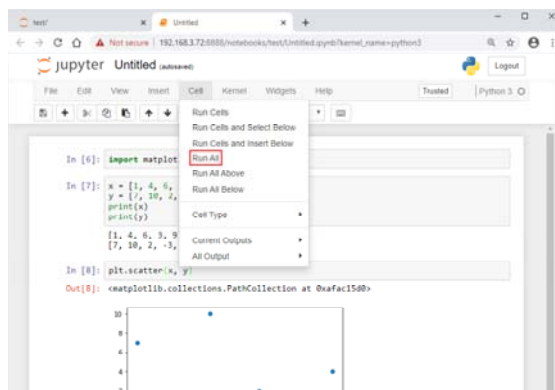 test/
Untitled
Not secure | 192.168.3.72:8888/notebooks/test/Untitled.ipynb?kernel_name=python3
jupyter Untitled (autosaved)
Logout
File Edit View Insert Cell Kernel Widgets Help
Trusted
Python 3
Run Cells
Run Cells and Select Below
Run Cells and Insert Below
Run All
Run All Above
Run All Below
Cell Type
Current Outputs
All Output
In [6]: import matplot
In [7]: x = [1, 4, 6,
y = [7, 10, 2,
print(x)
print(y)
[1, 4, 6, 3, 9
[7, 10, 2, -3,
In [8]: plt.scatter(x, y)
Out[8]: <matplotlib.collections.PathCollection at 0xafac15d0>
10
8
6
4
2